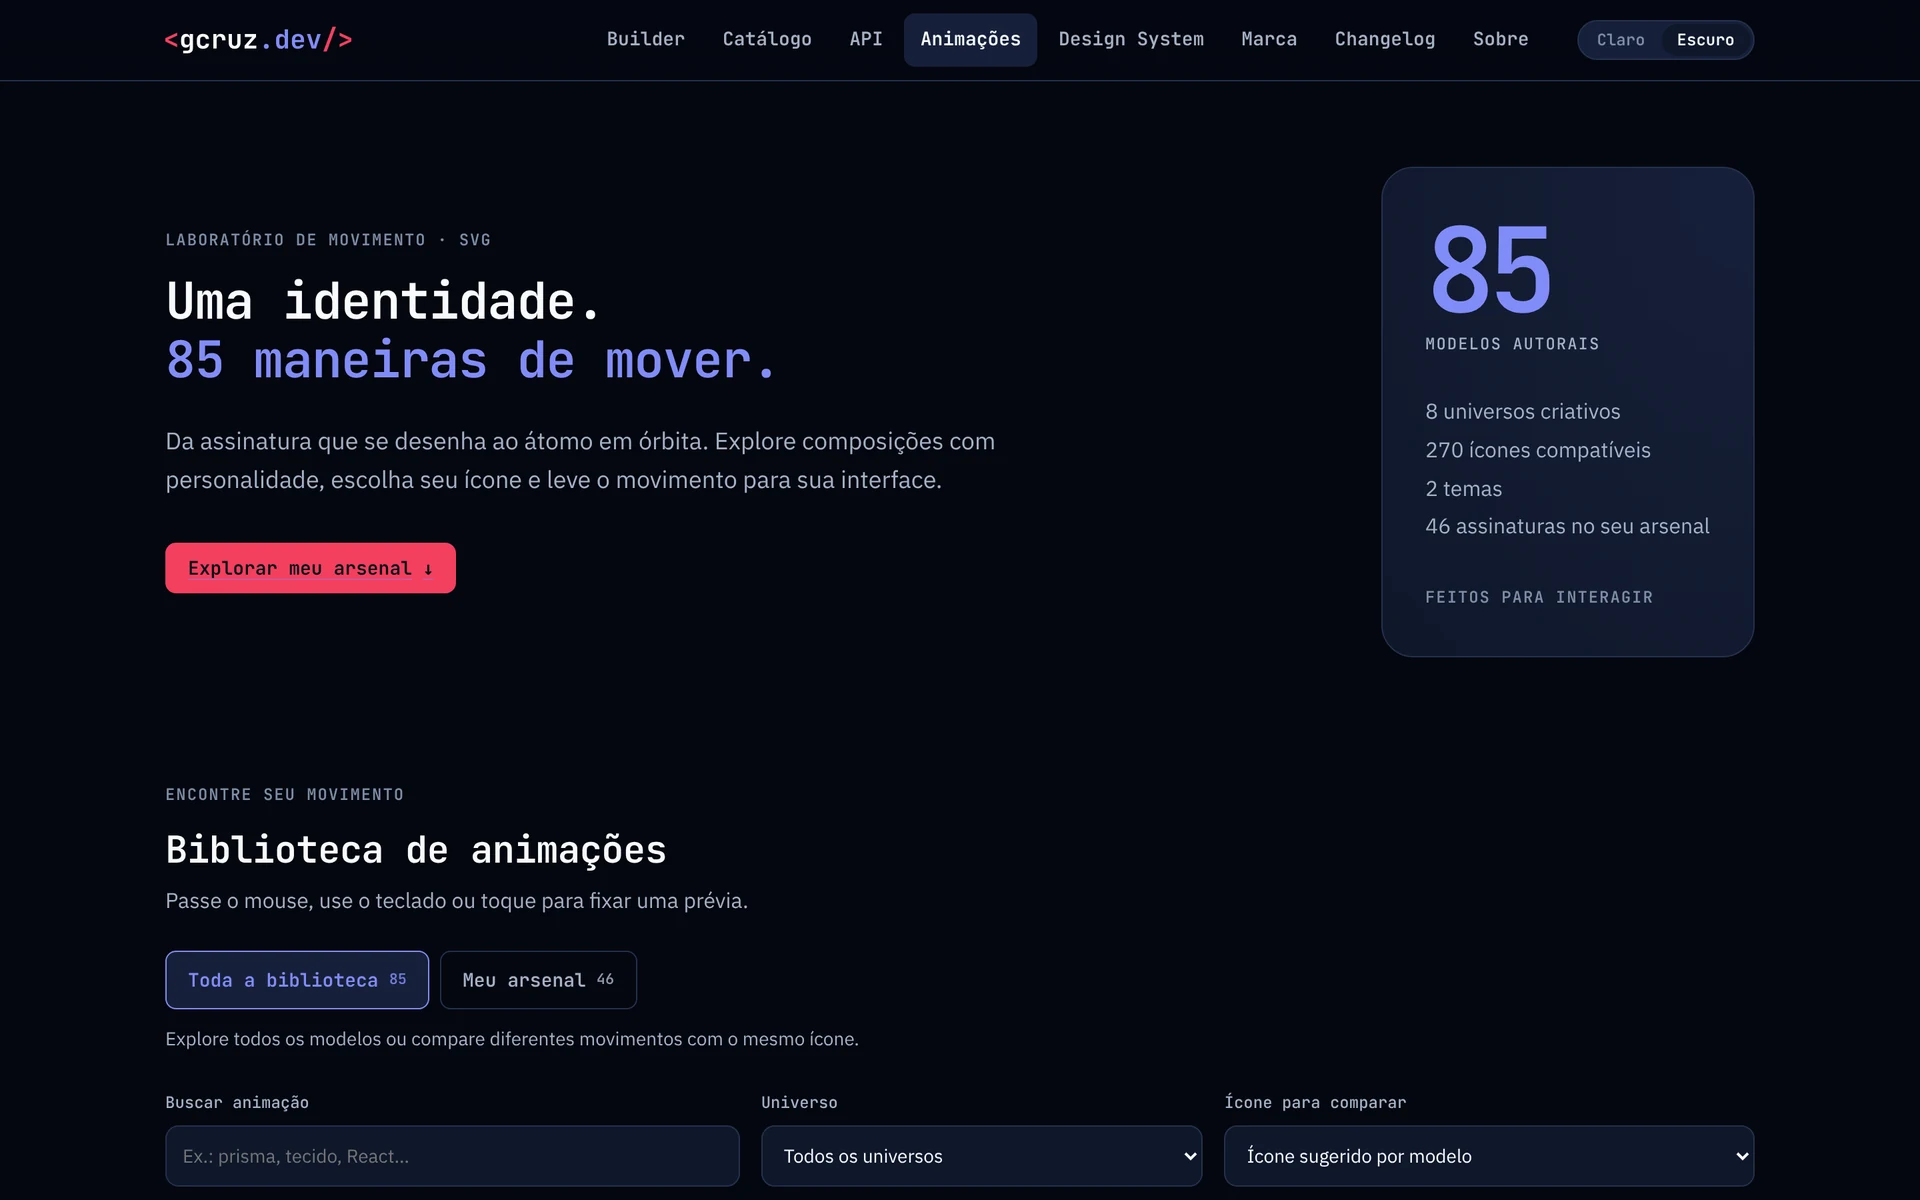 <gcruz.dev/>
Builder
Catálogo
API
Animações
Design System
Marca
Changelog
Sobre
Claro
Escuro
LABORATÓRIO DE MOVIMENTO · SVG
Uma identidade.
85 maneiras de mover.
Da assinatura que se desenha ao átomo em órbita. Explore composições com
personalidade, escolha seu ícone e leve o movimento para sua interface.
Explorar meu arsenal ↓
85
MODELOS AUTORAIS
8 universos criativos
270 ícones compatíveis
2 temas
46 assinaturas no seu arsenal
FEITOS PARA INTERAGIR
ENCONTRE SEU MOVIMENTO
Biblioteca de animações
Passe o mouse, use o teclado ou toque para fixar uma prévia.
Toda a biblioteca 85
Meu arsenal 46
Explore todos os modelos ou compare diferentes movimentos com o mesmo ícone.
Buscar animação
Ex.: prisma, tecido, React...
Universo
Todos os universos
Ícone para comparar
Ícone sugerido por modelo